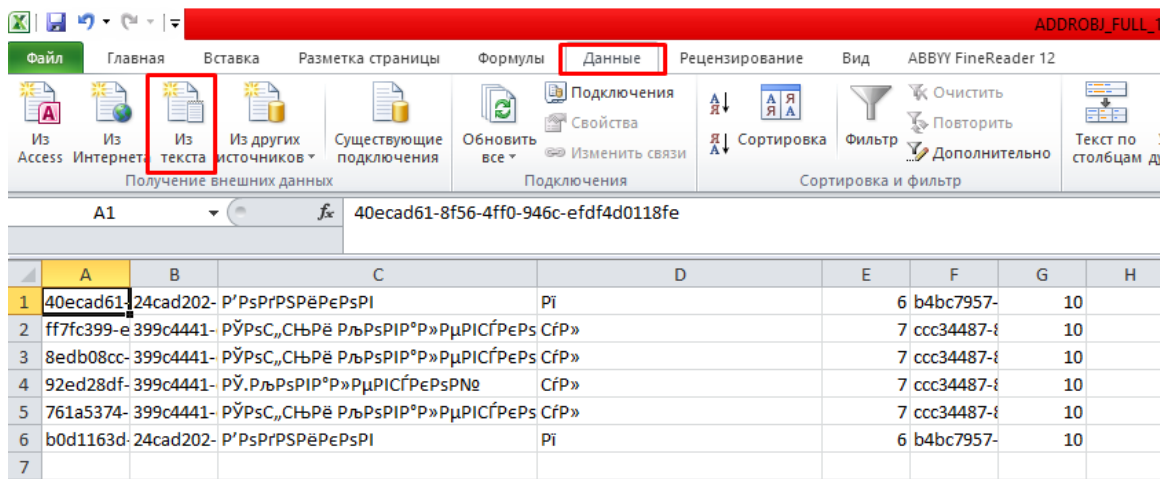 ADDROBJ_FULL_1
Файл Главная Вставка Разметка страницы Формулы Данные Рецензирование Вид ABBYY FineReader 12
Из Access Из Интернета Из текста Из других источников Существующие подключения
Получение внешних данных
Обновить все Подключения Свойства Изменить связи
Подключения
Сортировка Фильтр Очистить Повторить Дополнительно
Сортировка и фильтр
Текст по столбцам
A1 fx 40ecad61-8f56-4ff0-946c-efdf4d0118fe
A B C D E F G H
1 40ecad61- 24cad202- Р’РѕРґРЅРёРєРѕРІ Рї 6 b4bc7957- 10
2 ff7fc399-e 399c4441- РЎРѕС„СЊРё РљРѕРІР°Р»РµРІСЃРєРѕ СѓР» 7 ccc34487-8 10
3 8edb08cc- 399c4441- РЎРѕС„СЊРё РљРѕРІР°Р»РµРІСЃРєРѕ СѓР» 7 ccc34487-8 10
4 92ed28df- 399c4441- РЎ.РљРѕРІР°Р»РµРІСЃРєРѕР№ СѓР» 7 ccc34487-8 10
5 761a5374- 399c4441- РЎРѕС„СЊРё РљРѕРІР°Р»РµРІСЃРєРѕ СѓР» 7 ccc34487-8 10
6 b0d1163d- 24cad202- Р’РѕРґРЅРёРєРѕРІ Рї 6 b4bc7957- 10
7